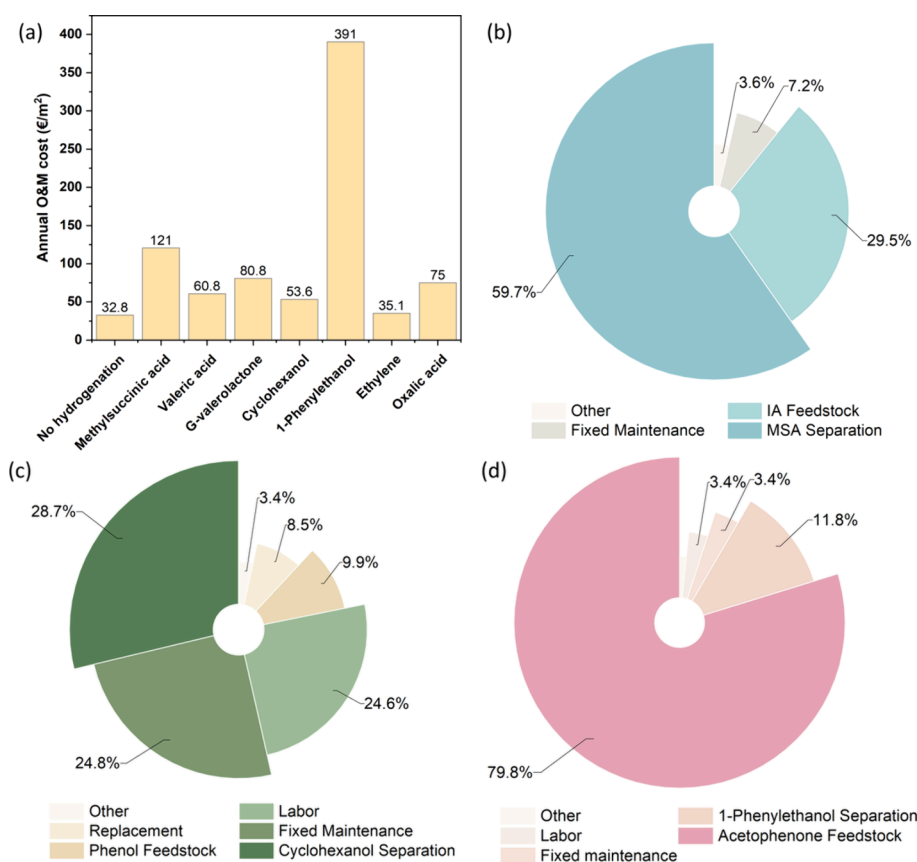 (a)
Annual O&M cost (€/m²)
400
350
300
250
200
150
100
50
0
32.8
121
60.8
80.8
53.6
391
35.1
75
No hydrogenation
Methylsuccinic acid
Valeric acid
G-valerolactone
Cyclohexanol
1-Phenylethanol
Ethylene
Oxalic acid
(b)
3.6%
7.2%
29.5%
59.7%
Other
IA Feedstock
Fixed Maintenance
MSA Separation
(c)
28.7%
3.4%
8.5%
9.9%
24.6%
24.8%
Other
Labor
Replacement
Fixed Maintenance
Phenol Feedstock
Cyclohexanol Separation
(d)
3.4%
3.4%
11.8%
79.8%
Other
1-Phenylethanol Separation
Labor
Acetophenone Feedstock
Fixed maintenance